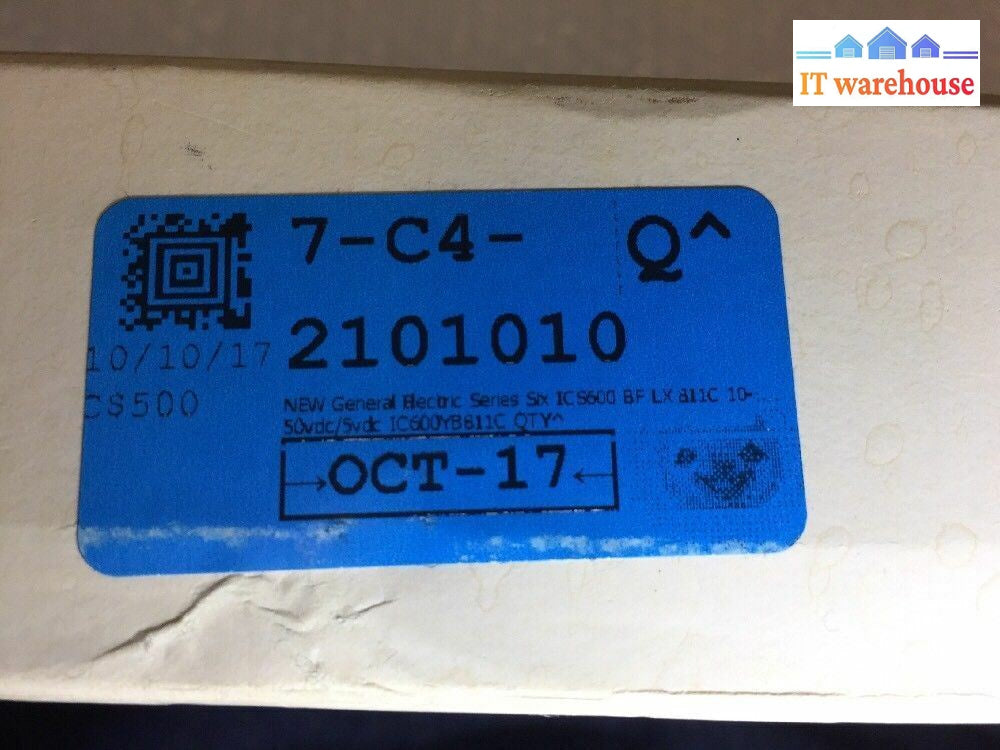 IT warehouse
7-C4-
Q^
2101010
10/10/17
C$500
NEW General Electric Series Six ICS600 BF LX 811C 10-
50vdc/5vdc IC600YB811C QTY^
→OCT-17←